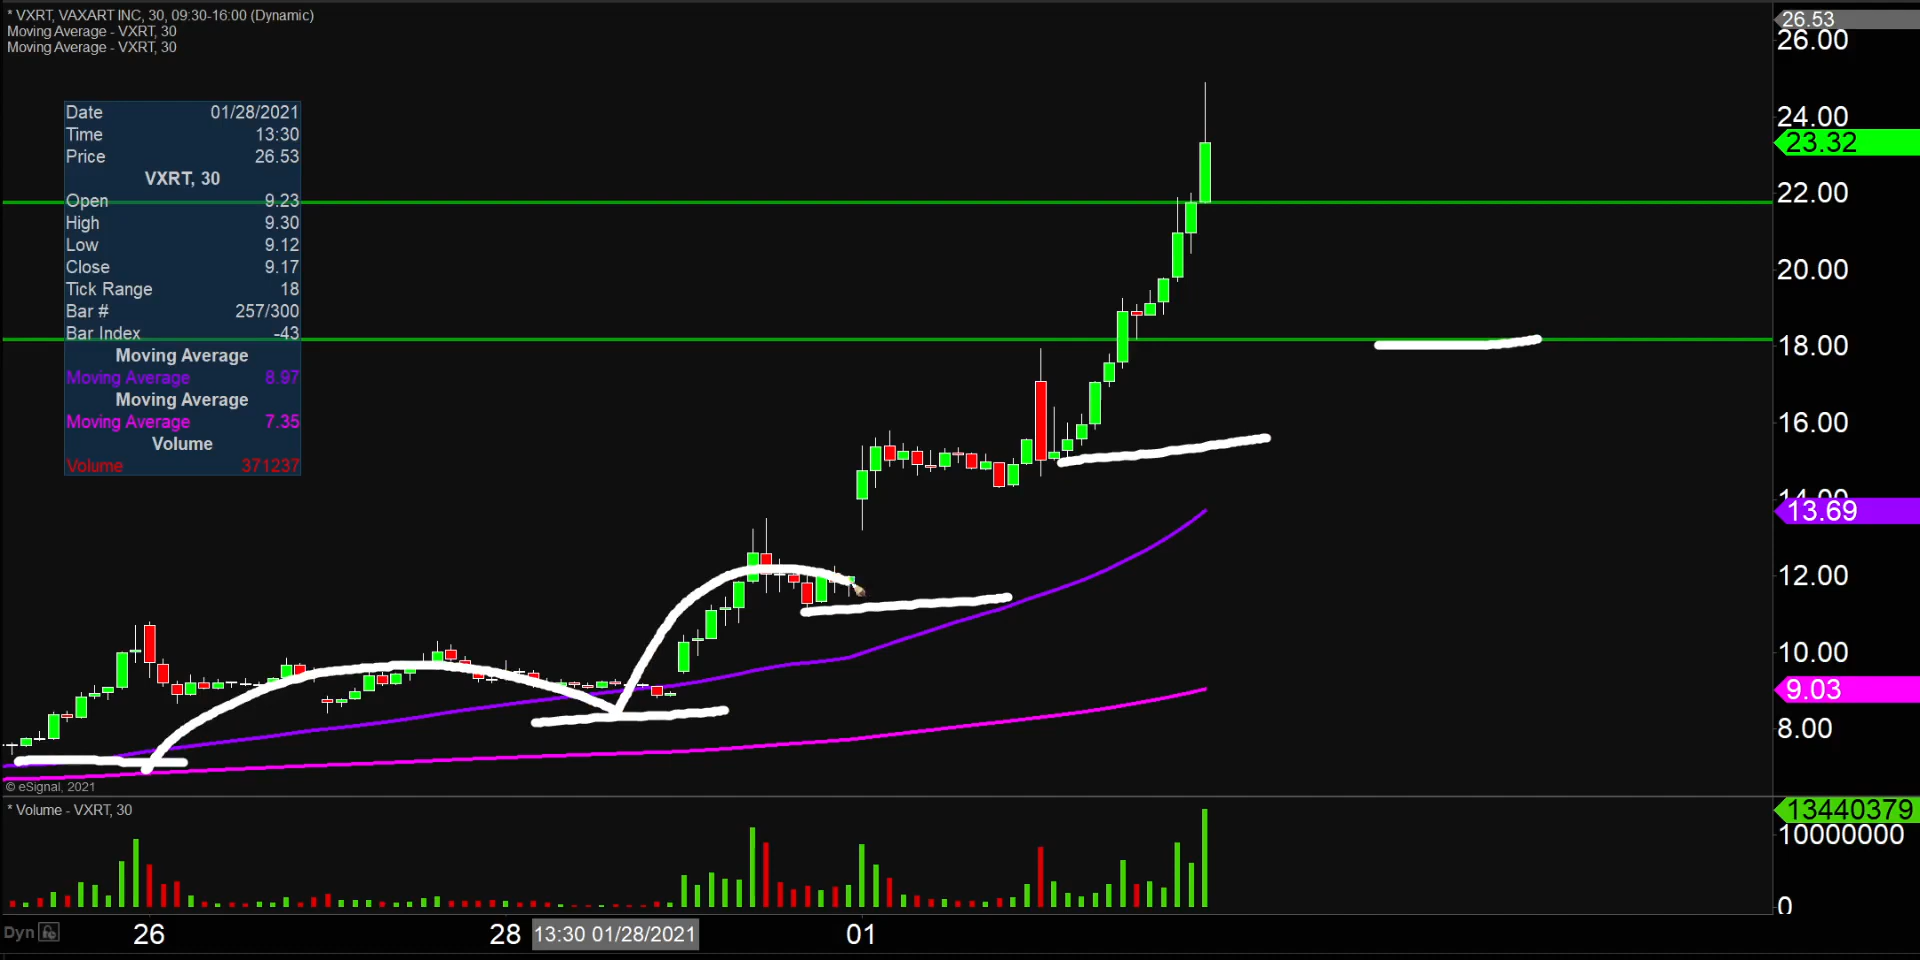 * VXRT, VAXART INC, 30, 09:30-16:00 (Dynamic)
Moving Average - VXRT, 30
Moving Average - VXRT, 30
Date 01/28/2021
Time 13:30
Price 26.53
VXRT, 30
Open 9.23
High 9.30
Low 9.12
Close 9.17
Tick Range 18
Bar # 257/300
Bar Index -43
Moving Average
Moving Average 8.97
Moving Average
Moving Average 7.35
Volume
Volume 371237
26.53
26.00
24.00
23.32
22.00
20.00
18.00
16.00
14.00
13.69
12.00
10.00
9.03
8.00
© eSignal, 2021
* Volume - VXRT, 30
13440379
10000000
0
Dyn
26
28
13:30 01/28/2021
01